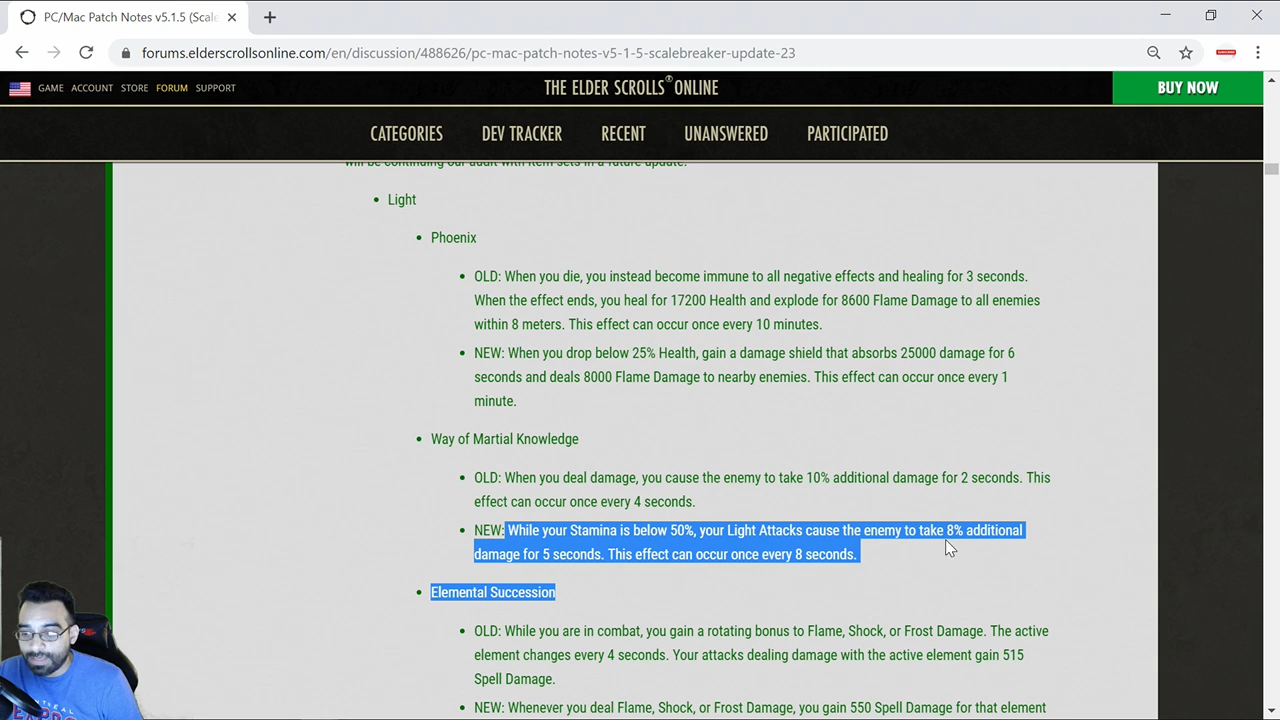 PC/Mac Patch Notes v5.1.5 (Scale
forums.elderscrollsonline.com/en/discussion/488626/pc-mac-patch-notes-v5-1-5-scalebreaker-update-23
GAME ACCOUNT STORE FORUM SUPPORT
THE ELDER SCROLLS® ONLINE
BUY NOW
CATEGORIES DEV TRACKER RECENT UNANSWERED PARTICIPATED
will be continuing our audit with item sets in a future update.
• Light
• Phoenix
• OLD: When you die, you instead become immune to all negative effects and healing for 3 seconds.
When the effect ends, you heal for 17200 Health and explode for 8600 Flame Damage to all enemies
within 8 meters. This effect can occur once every 10 minutes.
• NEW: When you drop below 25% Health, gain a damage shield that absorbs 25000 damage for 6
seconds and deals 8000 Flame Damage to nearby enemies. This effect can occur once every 1
minute.
• Way of Martial Knowledge
• OLD: When you deal damage, you cause the enemy to take 10% additional damage for 2 seconds. This
effect can occur once every 4 seconds.
• NEW: While your Stamina is below 50%, your Light Attacks cause the enemy to take 8% additional
damage for 5 seconds. This effect can occur once every 8 seconds.
• Elemental Succession
• OLD: While you are in combat, you gain a rotating bonus to Flame, Shock, or Frost Damage. The active
element changes every 4 seconds. Your attacks dealing damage with the active element gain 515
Spell Damage.
• NEW: Whenever you deal Flame, Shock, or Frost Damage, you gain 550 Spell Damage for that element